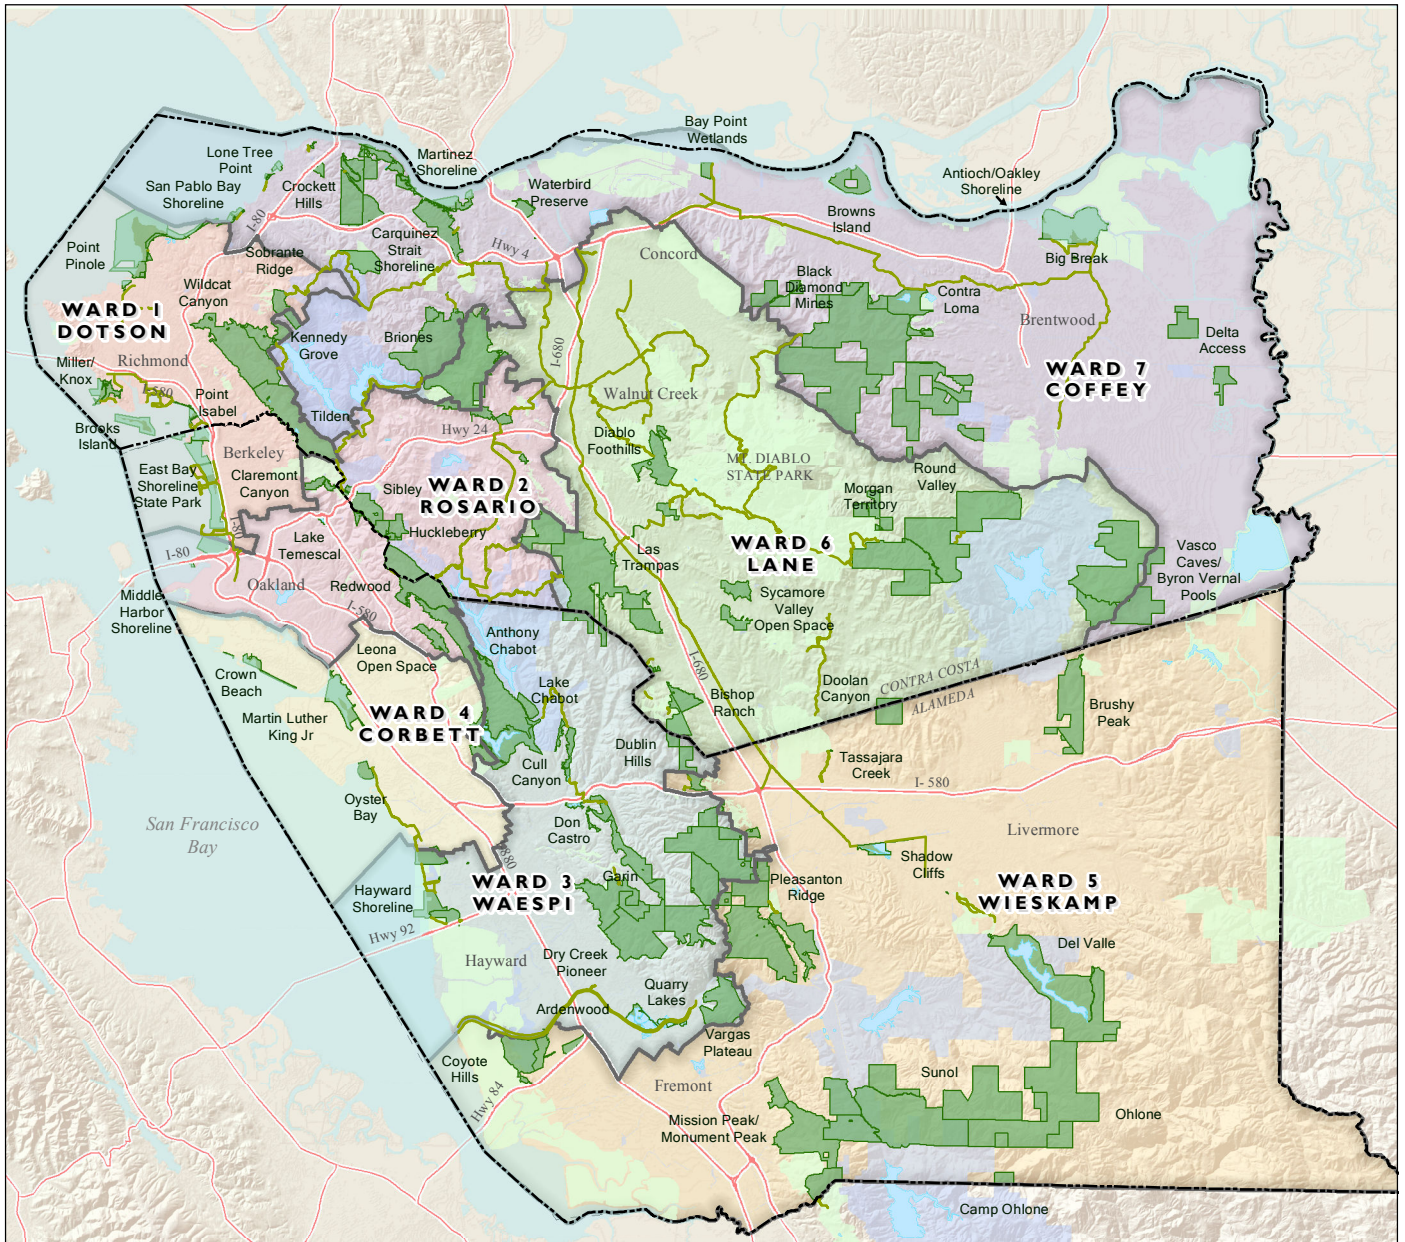 Bay Point
Wetlands
Lone Tree
Point
Martinez
Shoreline
San Pablo Bay
Shoreline
Crockett
Hills
Waterbird
Preserve
Antioch/Oakley
Shoreline
I-80
Browns
Island
Point
Pinole
Carquinez
Strait
Shoreline
Hwy 4
Concord
Sobrante
Ridge
Big Break
Wildcat
Canyon
Black
Diamond
Mines
Contra
Loma
Brentwood
WARD 1
DOTSON
Kennedy
Grove
Briones
I-680
Delta
Access
Richmond
Miller/
Knox
I-580
WARD 7
COFFEY
Point
Isabel
Walnut Creek
Tilden
Brooks
Island
Hwy 24
Diablo
Foothills
Berkeley
MT. DIABLO
STATE PARK
East Bay
Shoreline
State Park
Claremont
Canyon
Round
Valley
Sibley
WARD 2
ROSARIO
Morgan
Territory
I-80
Huckleberry
Lake
Temescal
WARD 6
LANE
I-80
Las
Trampas
Vasco
Caves/
Byron Vernal
Pools
Oakland
Redwood
Middle
Harbor
Shoreline
I-580
Sycamore
Valley
Open Space
Anthony
Chabot
Leona
Open Space
I-680
Crown
Beach
Lake
Chabot
Bishop
Ranch
Doolan
Canyon
CONTRA COSTA
ALAMEDA
Brushy
Peak
Martin Luther
King Jr
WARD 4
CORBETT
Dublin
Hills
Cull
Canyon
Tassajara
Creek
I- 580
Oyster
Bay
San Francisco
Bay
Don
Castro
Livermore
I-880
Shadow
Cliffs
Hayward
Shoreline
WARD 3
WAESPI
Garin
Pleasanton
Ridge
WARD 5
WIESKAMP
Hwy 92
Hayward
Dry Creek
Pioneer
Del Valle
Quarry
Lakes
Ardenwood
Vargas
Plateau
Coyote
Hills
Fremont
Sunol
Hwy 84
Mission Peak/
Monument Peak
Ohlone
Camp Ohlone